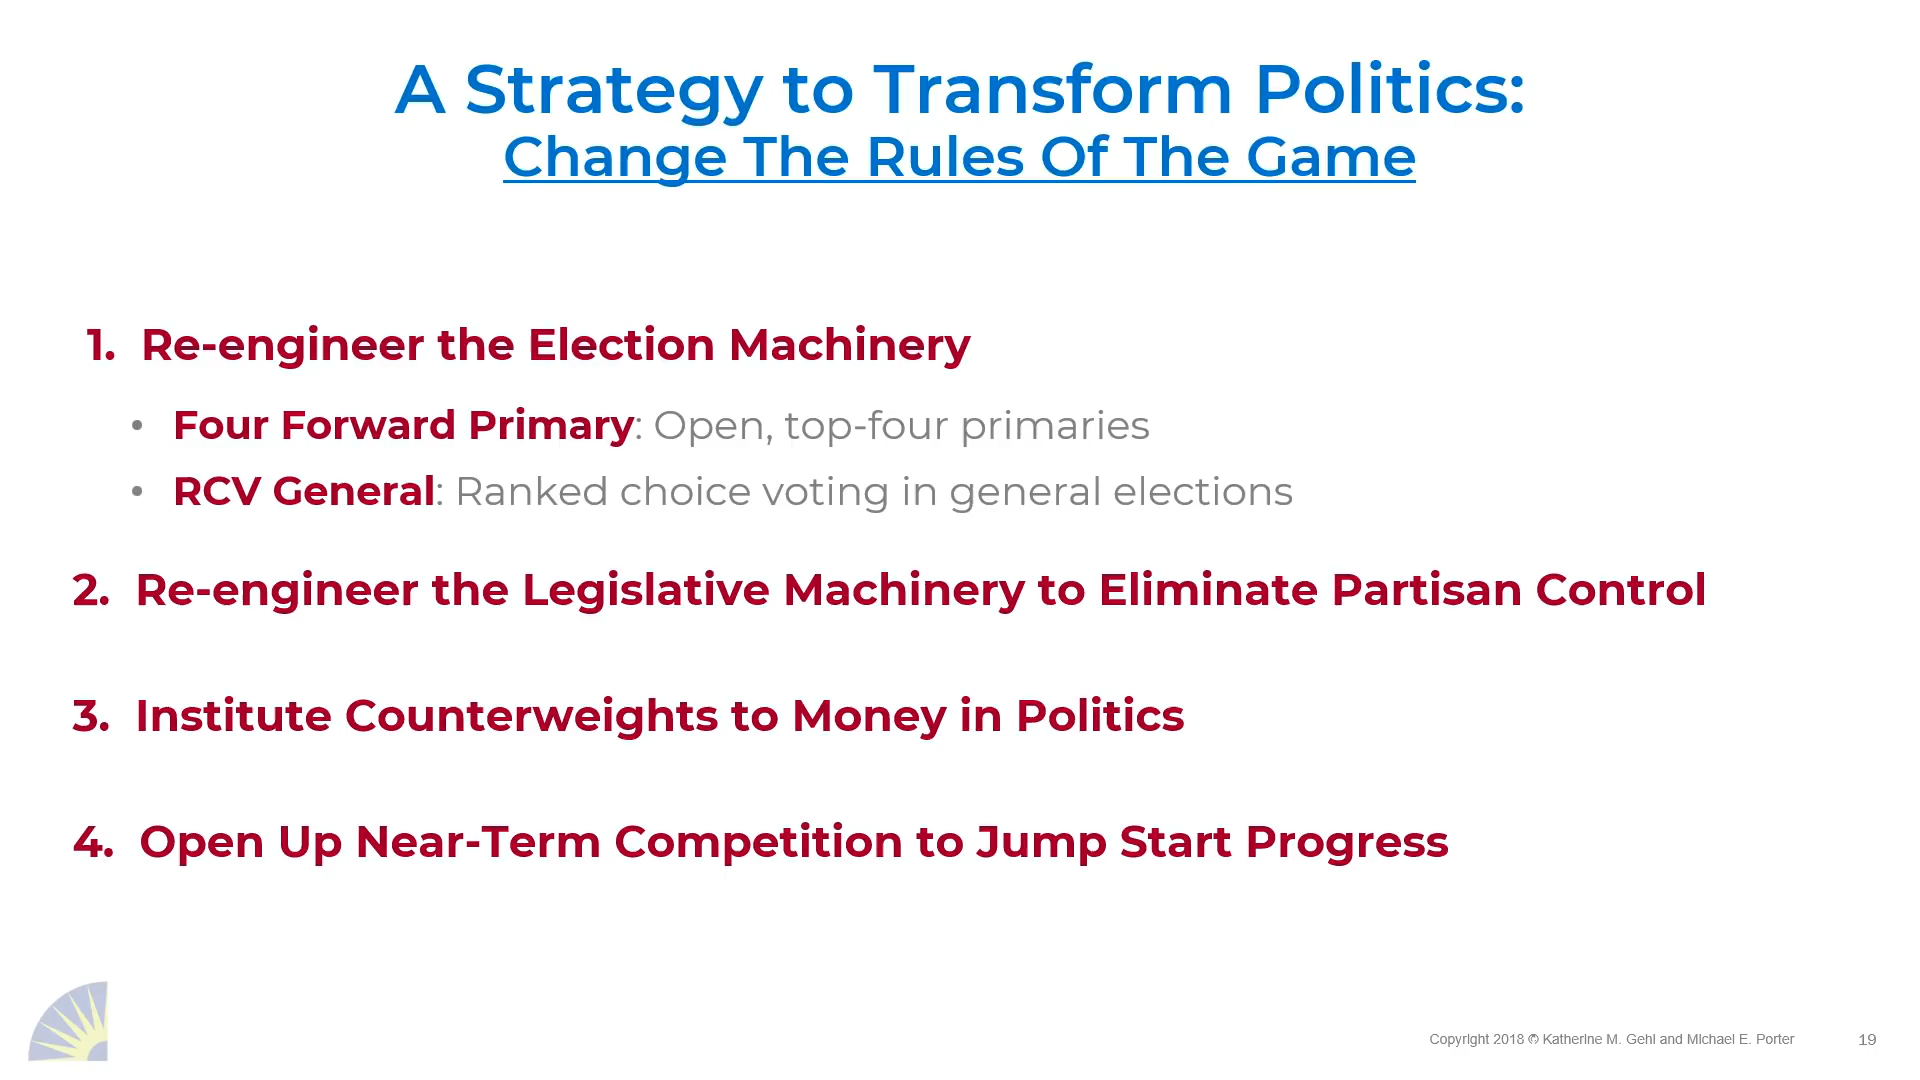 A Strategy to Transform Politics:
Change The Rules Of The Game
1. Re-engineer the Election Machinery
• Four Forward Primary: Open, top-four primaries
• RCV General: Ranked choice voting in general elections
2. Re-engineer the Legislative Machinery to Eliminate Partisan Control
3. Institute Counterweights to Money in Politics
4. Open Up Near-Term Competition to Jump Start Progress
Copyright 2018 © Katherine M. Gehl and Michael E. Porter
19